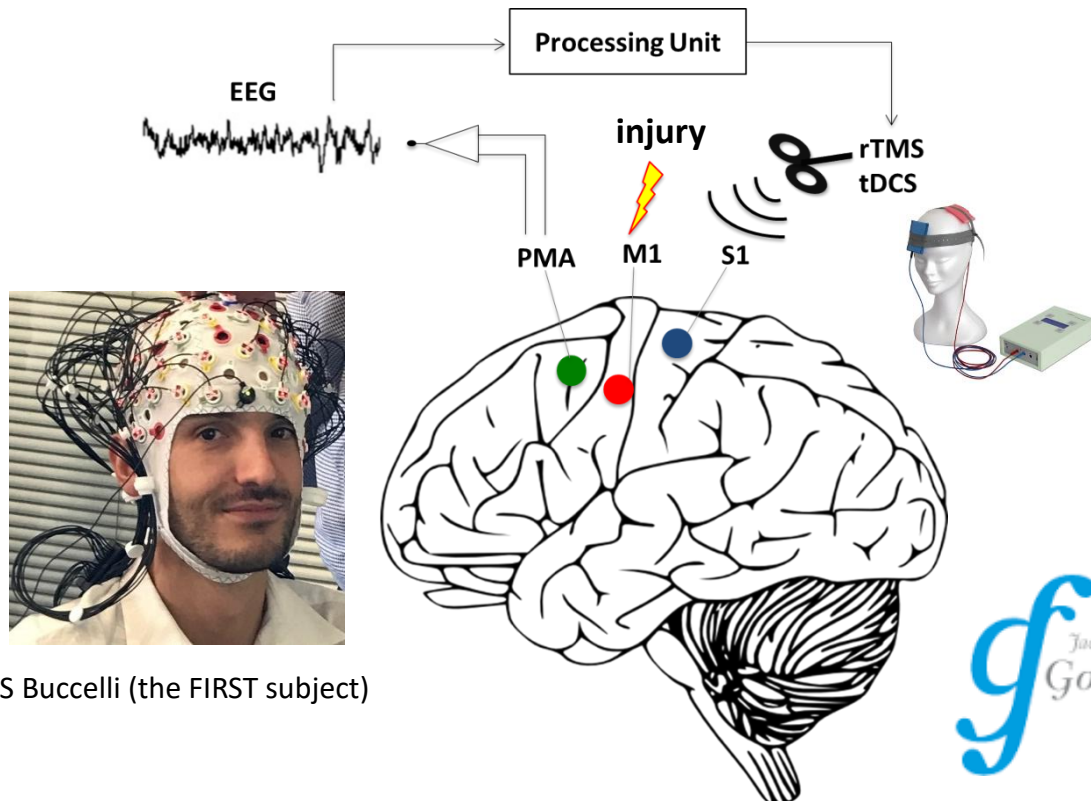 Processing Unit
EEG
injury
rTMS
tDCS
PMA
M1
S1
S Buccelli (the FIRST subject)